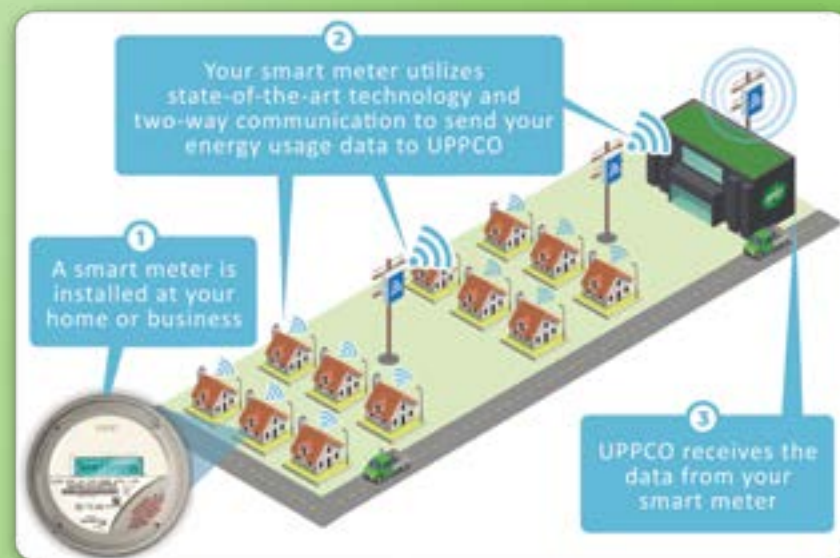 1
A smart meter is
installed at your
home or business
2
Your smart meter utilizes
state-of-the-art technology and
two-way communication to send your
energy usage data to UPPCO
3
UPPCO receives the
data from your
smart meter